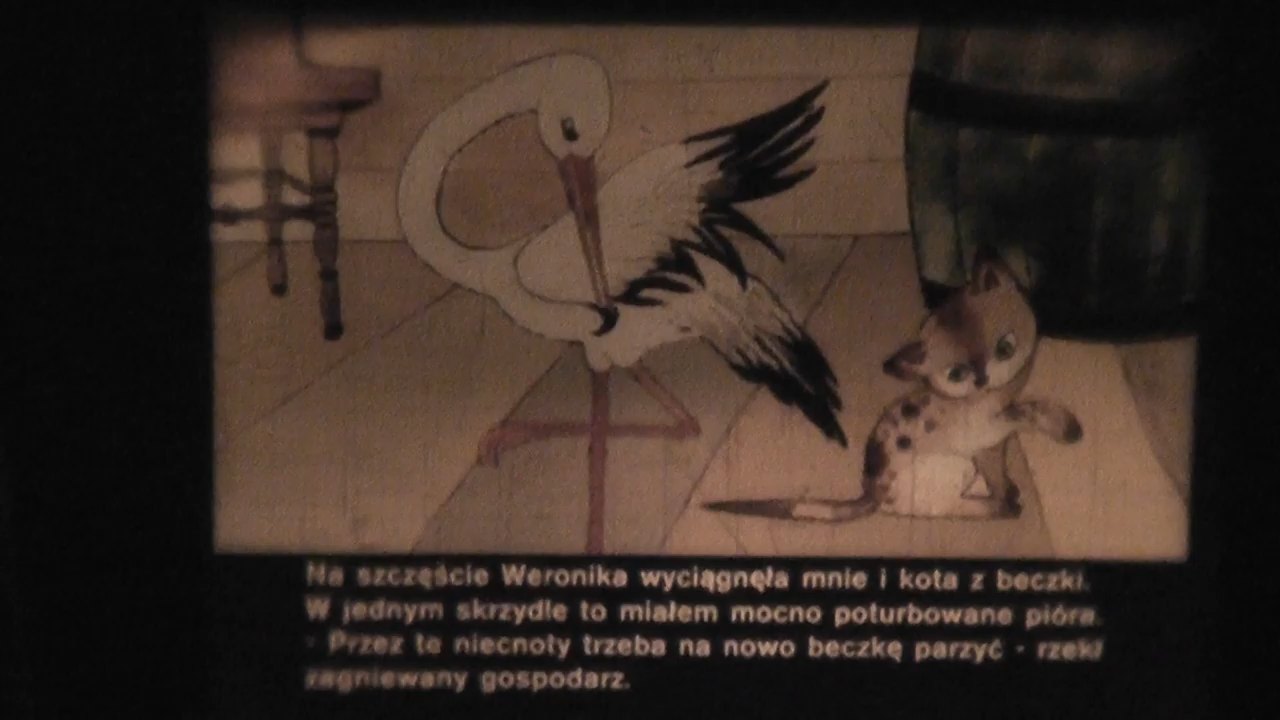 Na szczęście Weronika wyciągnęła mnie i kota z beczki.
W jednym skrzydle to miałem mocno poturbowane pióra.
- Przez te niecnoty trzeba na nowo beczkę parzyć - rzekł
zagniewany gospodarz.